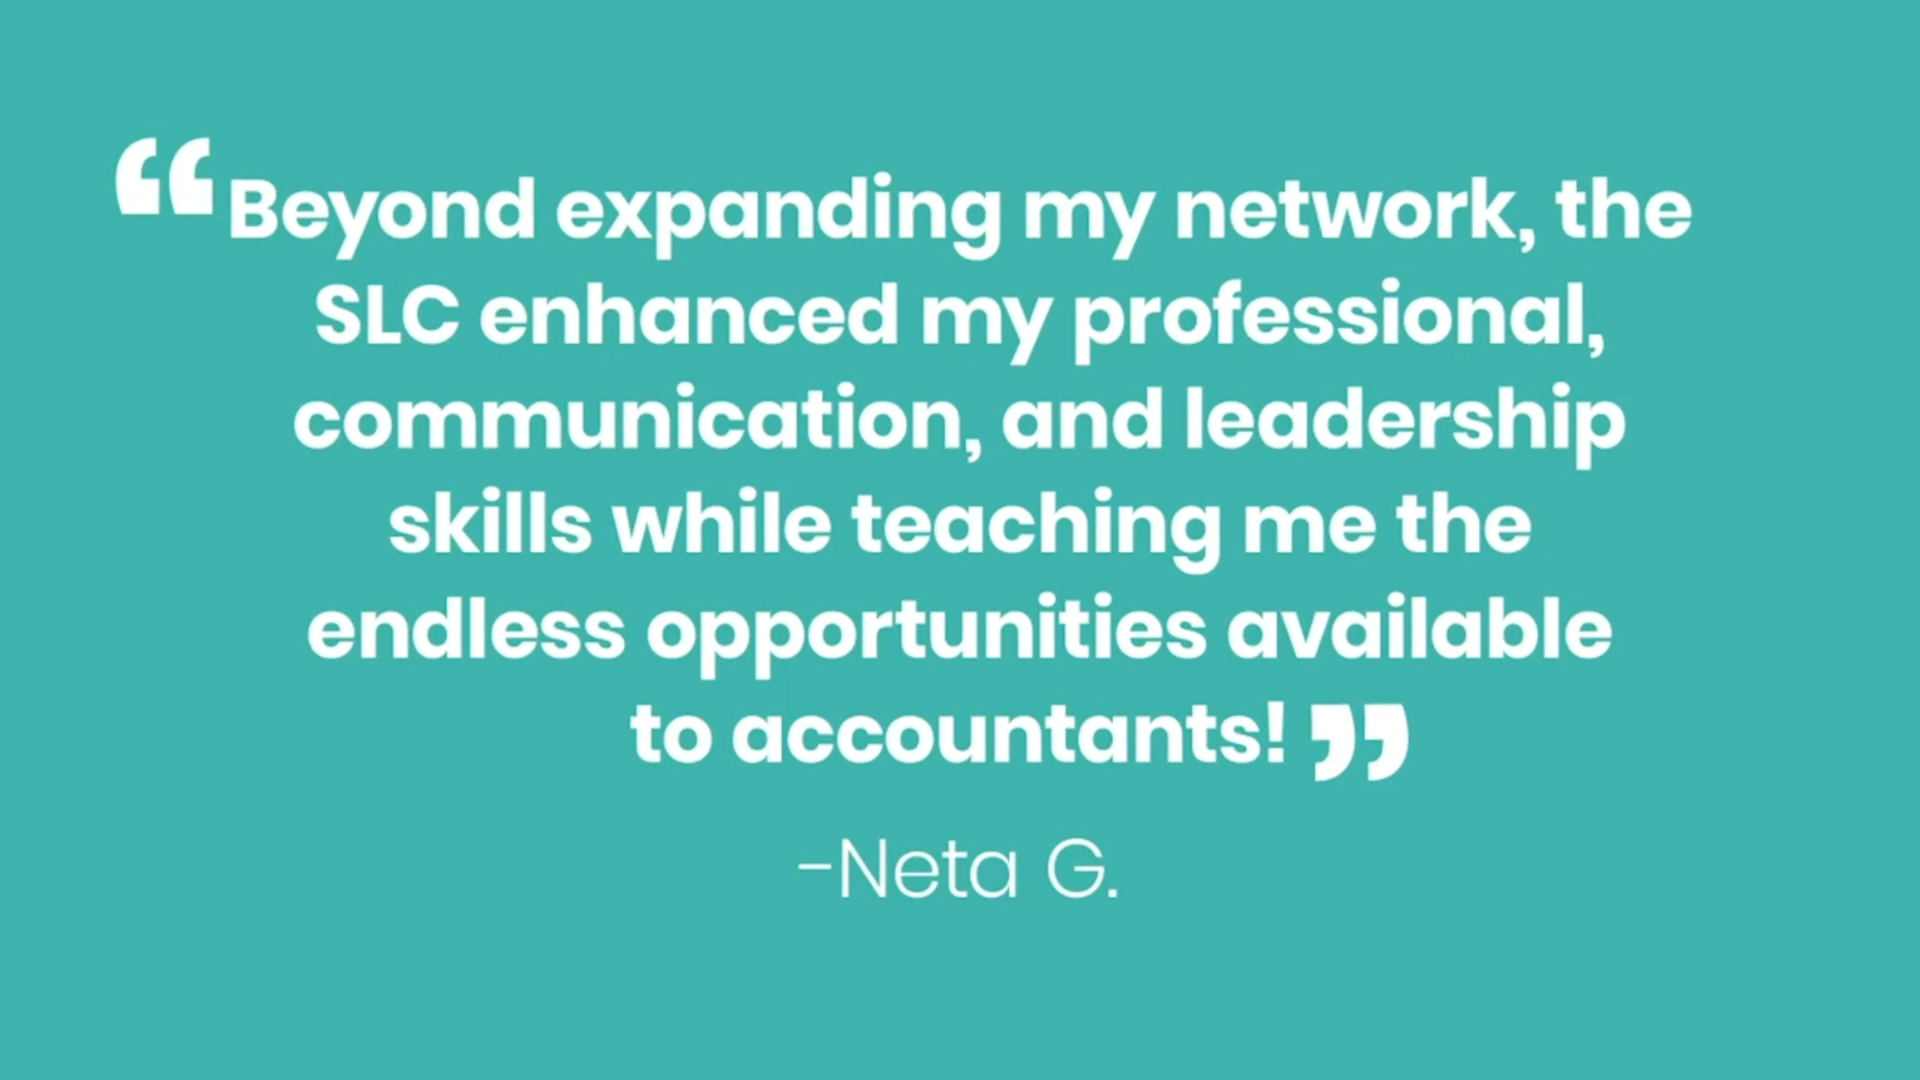 “Beyond expanding my network, the
SLC enhanced my professional,
communication, and leadership
skills while teaching me the
endless opportunities available
to accountants!”
–Neta G.